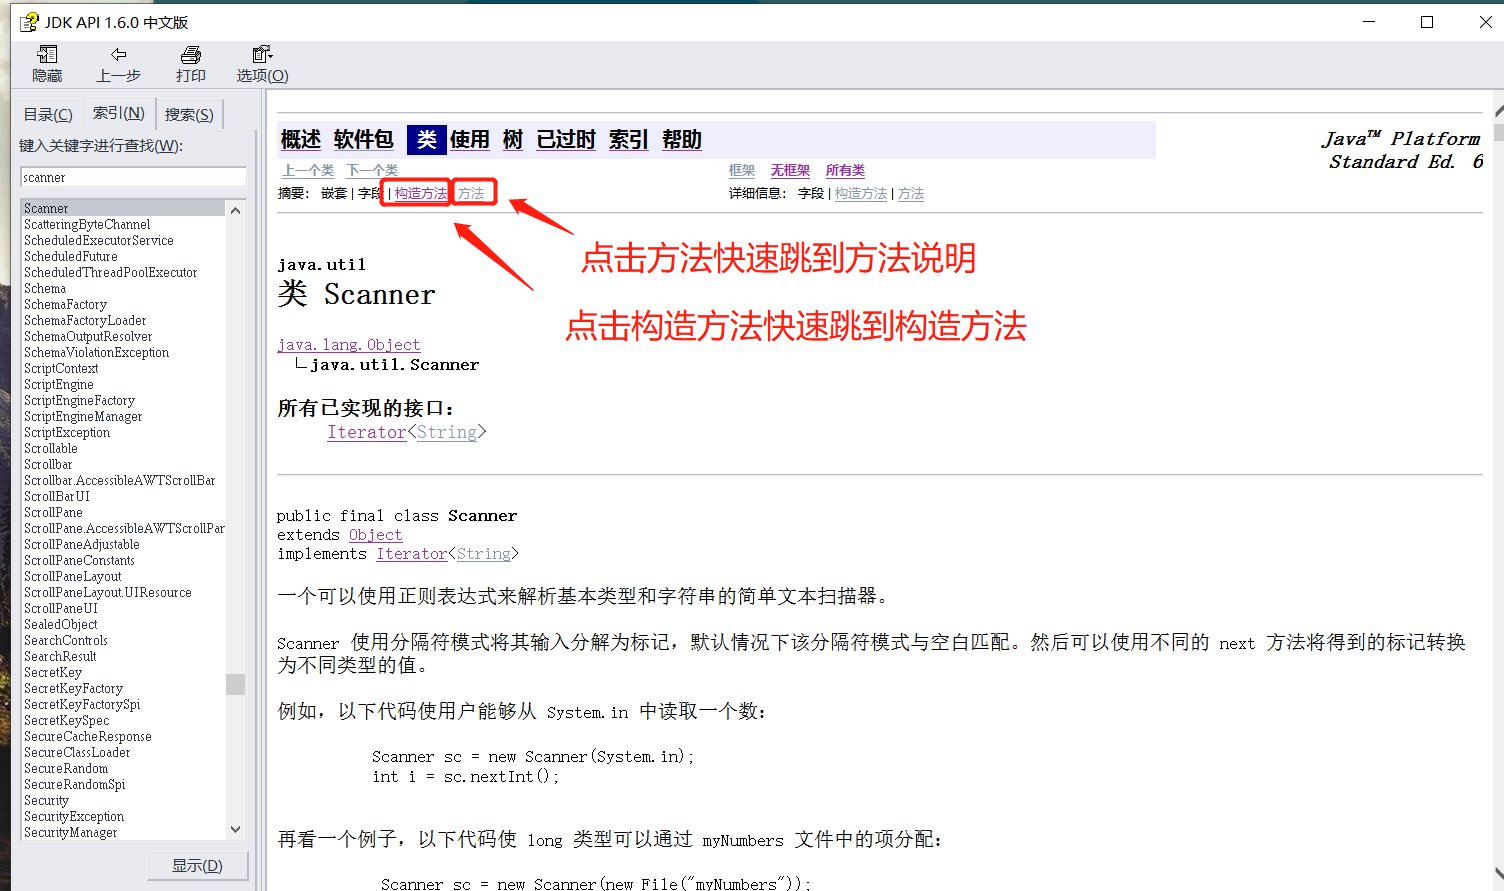 JDK API 1.6.0 中文版
隐藏 上一步 打印 选项(O)
目录(C) 索引(N) 搜索(S)
键入关键字进行查找(W):
scanner
Scanner
ScatteringByteChannel
ScheduledExecutorService
ScheduledFuture
ScheduledThreadPoolExecutor
Schema
SchemaFactory
SchemaFactoryLoader
SchemaOutputResolver
SchemaViolationException
ScriptContext
ScriptEngine
ScriptEngineFactory
ScriptEngineManager
ScriptException
Scrollable
Scrollbar
Scrollbar.AccessibleAWTScrollBar
ScrollBarUI
ScrollPane
ScrollPane.AccessibleAWTScrollPar
ScrollPaneAdjustable
ScrollPaneConstants
ScrollPaneLayout
ScrollPaneLayout.UIResource
ScrollPaneUI
SealedObject
SearchControls
SearchResult
SecretKey
SecretKeyFactory
SecretKeyFactorySpi
SecretKeySpec
SecureCacheResponse
SecureClassLoader
SecureRandom
SecureRandomSpi
Security
SecurityException
SecurityManager
显示(D)
概述 软件包 类 使用 树 已过时 索引 帮助
Java™ Platform
Standard Ed. 6
上一个类 下一个类
框架 无框架 所有类
摘要： 嵌套 | 字段 | 构造方法 | 方法
详细信息： 字段 | 构造方法 | 方法
点击方法快速跳到方法说明
点击构造方法快速跳到构造方法
java.util
类 Scanner
java.lang.Object
java.util.Scanner
所有已实现的接口：
Iterator<String>
public final class Scanner
extends Object
implements Iterator<String>
一个可以使用正则表达式来解析基本类型和字符串的简单文本扫描器。
Scanner 使用分隔符模式将其输入分解为标记，默认情况下该分隔符模式与空白匹配。然后可以使用不同的 next 方法将得到的标记转换
为不同类型的值。
例如，以下代码使用户能够从 System.in 中读取一个数：
Scanner sc = new Scanner(System.in);
int i = sc.nextInt();
再看一个例子，以下代码使 long 类型可以通过 myNumbers 文件中的项分配：
Scanner sc = new Scanner(new File("myNumbers"));